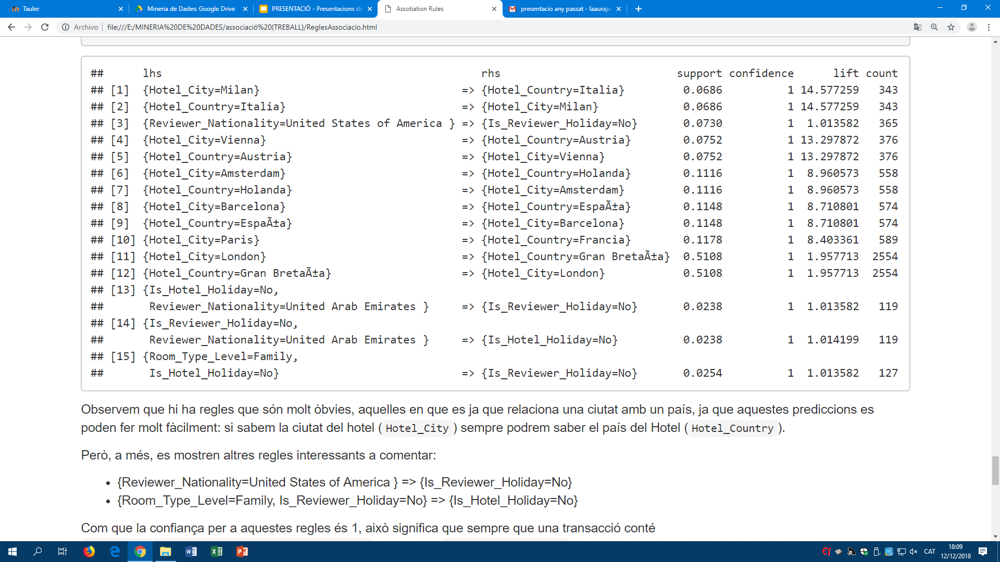 Tauler
Mineria de Dades: Google Drive
PRESENTACIÓ - Presentacions de
Assotiation Rules
presentacio any passat - laauraju
Archivo
file:///E:/MINERIA%20DE%20DADES/associació%20(TREBALL)/ReglesAssociacio.html
## lhs rhs support confidence lift count
## [1] {Hotel_City=Milan} => {Hotel_Country=Italia} 0.0686 1 14.577259 343
## [2] {Hotel_Country=Italia} => {Hotel_City=Milan} 0.0686 1 14.577259 343
## [3] {Reviewer_Nationality=United States of America } => {Is_Reviewer_Holiday=No} 0.0730 1 1.013582 365
## [4] {Hotel_City=Vienna} => {Hotel_Country=Austria} 0.0752 1 13.297872 376
## [5] {Hotel_Country=Austria} => {Hotel_City=Vienna} 0.0752 1 13.297872 376
## [6] {Hotel_City=Amsterdam} => {Hotel_Country=Holanda} 0.1116 1 8.960573 558
## [7] {Hotel_Country=Holanda} => {Hotel_City=Amsterdam} 0.1116 1 8.960573 558
## [8] {Hotel_City=Barcelona} => {Hotel_Country=EspaÃ±a} 0.1148 1 8.710801 574
## [9] {Hotel_Country=EspaÃ±a} => {Hotel_City=Barcelona} 0.1148 1 8.710801 574
## [10] {Hotel_City=Paris} => {Hotel_Country=Francia} 0.1178 1 8.403361 589
## [11] {Hotel_City=London} => {Hotel_Country=Gran BretaÃ±a} 0.5108 1 1.957713 2554
## [12] {Hotel_Country=Gran BretaÃ±a} => {Hotel_City=London} 0.5108 1 1.957713 2554
## [13] {Is_Hotel_Holiday=No,
## Reviewer_Nationality=United Arab Emirates } => {Is_Reviewer_Holiday=No} 0.0238 1 1.013582 119
## [14] {Is_Reviewer_Holiday=No,
## Reviewer_Nationality=United Arab Emirates } => {Is_Hotel_Holiday=No} 0.0238 1 1.014199 119
## [15] {Room_Type_Level=Family,
## Is_Hotel_Holiday=No} => {Is_Reviewer_Holiday=No} 0.0254 1 1.013582 127
Observem que hi ha regles que són molt òbvies, aquelles en que es ja que relaciona una ciutat amb un país, ja que aquestes prediccions es
poden fer molt fàcilment: si sabem la ciutat del hotel ( Hotel_City ) sempre podrem saber el país del Hotel ( Hotel_Country ).
Però, a més, es mostren altres regles interessants a comentar:
• {Reviewer_Nationality=United States of America } => {Is_Reviewer_Holiday=No}
• {Room_Type_Level=Family, Is_Reviewer_Holiday=No} => {Is_Hotel_Holiday=No}
Com que la confiança per a aquestes regles és 1, això significa que sempre que una transacció conté
CAT
18:09
12/12/2018